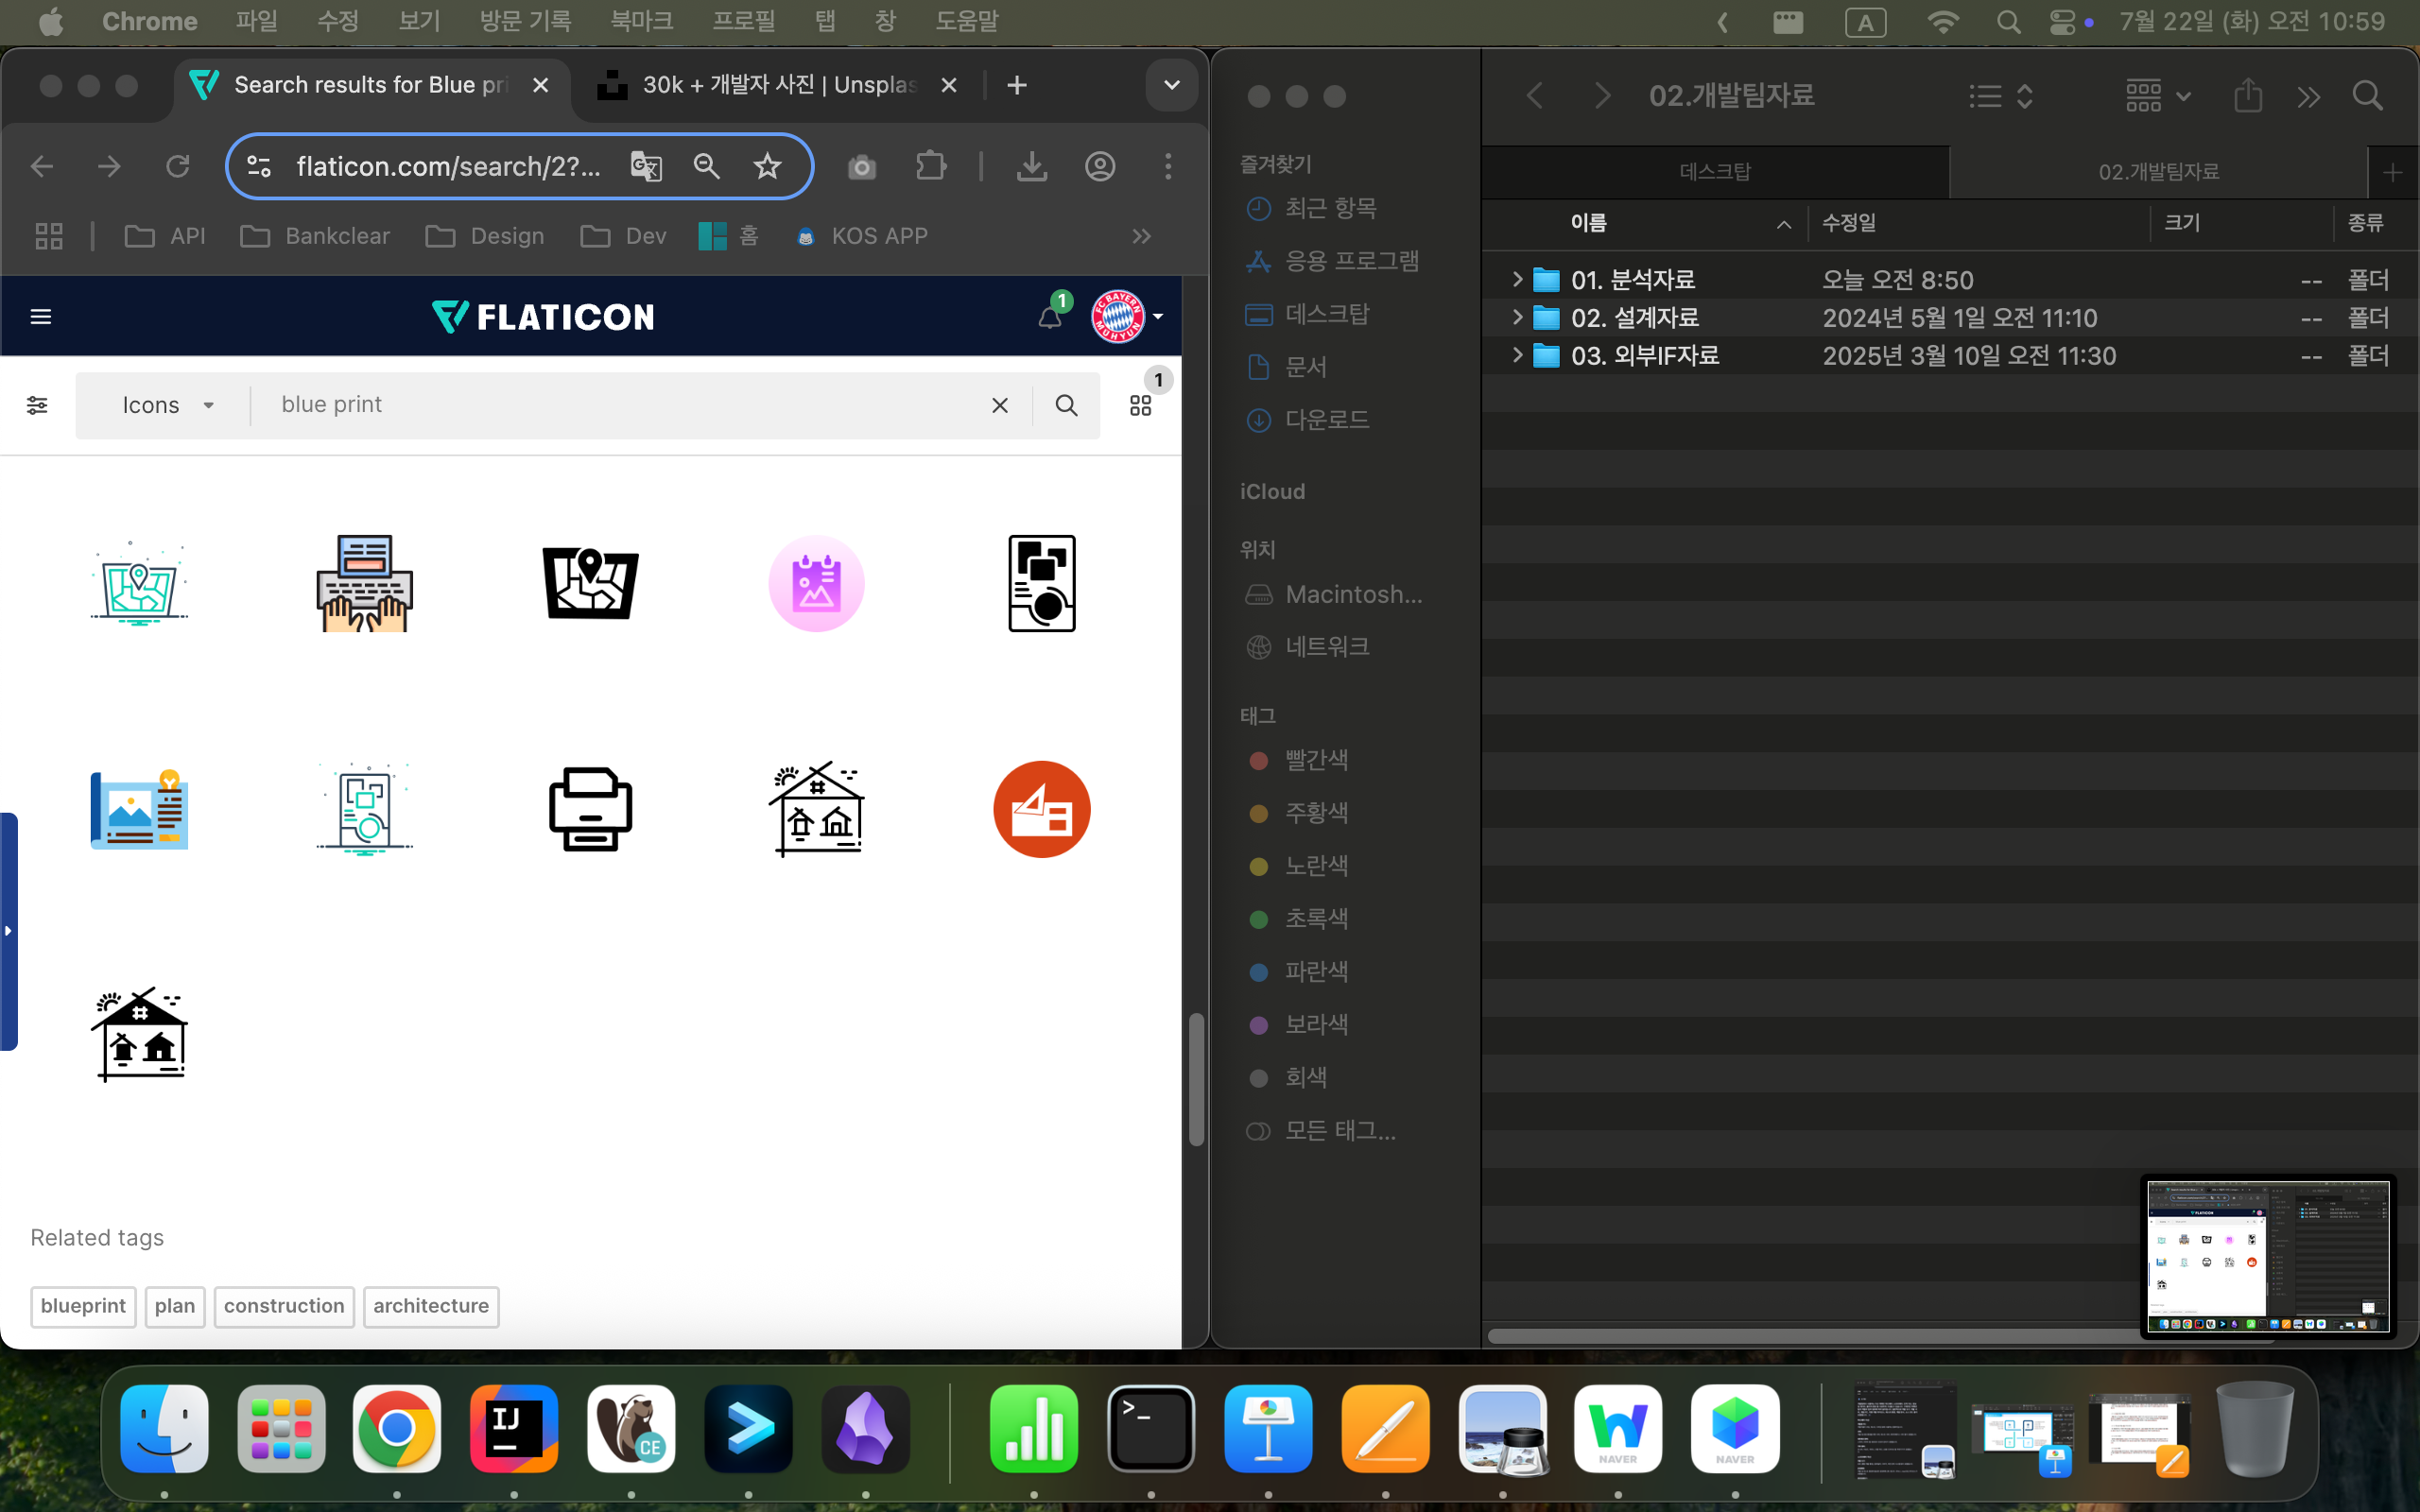 Chrome 파일 수정 보기 방문 기록 북마크 프로필 탭 창 도움말 A 7월 22일 (화) 오전 10:59
Search results for Blue pri
30k + 개발자 사진 | Unsplas
flaticon.com/search/2?...
API Bankclear Design Dev 홈 KOS APP
FLATICON
1
Icons
blue print
1
Related tags
blueprint plan construction architecture
02.개발팀자료
즐겨찾기
최근 항목
응용 프로그램
데스크탑
문서
다운로드
iCloud
위치
Macintosh...
네트워크
태그
빨간색
주황색
노란색
초록색
파란색
보라색
회색
모든 태그...
데스크탑 02.개발팀자료
이름 수정일 크기 종류
01. 분석자료 오늘 오전 8:50 -- 폴더
02. 설계자료 2024년 5월 1일 오전 11:10 -- 폴더
03. 외부IF자료 2025년 3월 10일 오전 11:30 -- 폴더
IJ
CE
NAVER
NAVER